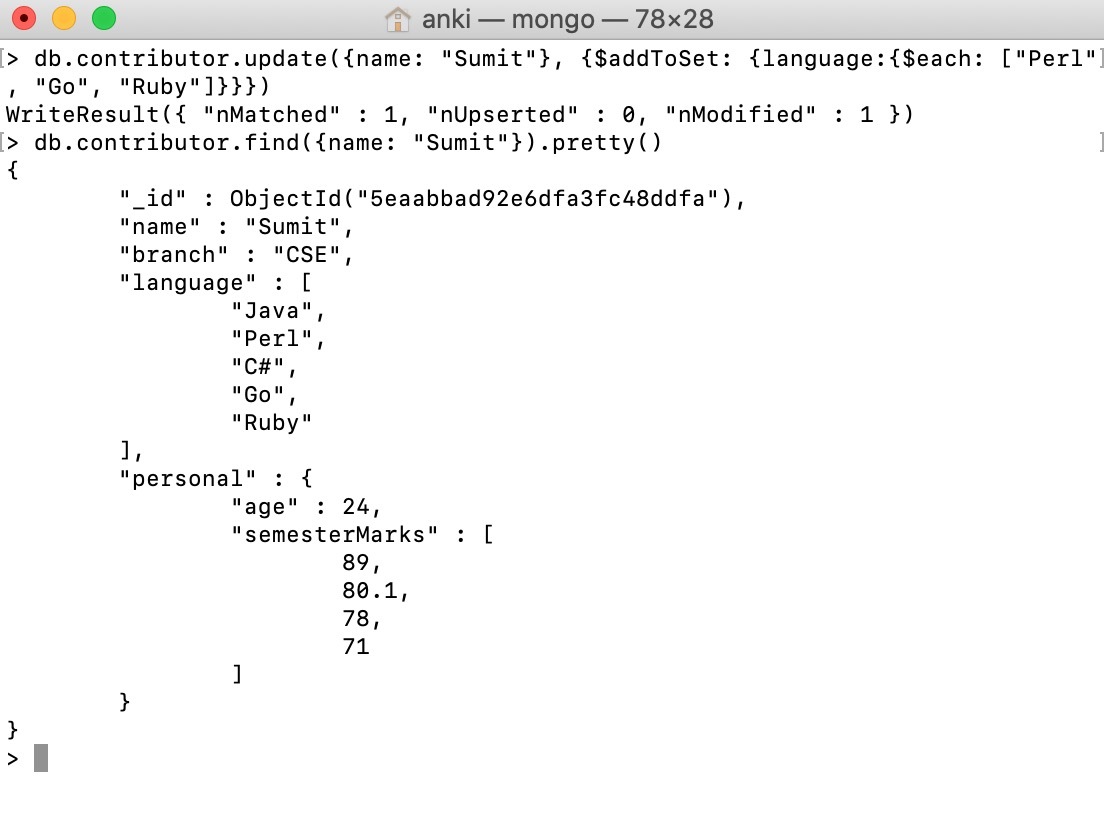 anki — mongo — 78×28
[> db.contributor.update({name: "Sumit"}, {$addToSet: {language:{$each: ["Perl"]
, "Go", "Ruby"]}}})
WriteResult({ "nMatched" : 1, "nUpserted" : 0, "nModified" : 1 })
[> db.contributor.find({name: "Sumit"}).pretty() ]
{
        "_id" : ObjectId("5eaabbad92e6dfa3fc48ddfa"),
        "name" : "Sumit",
        "branch" : "CSE",
        "language" : [
                "Java",
                "Perl",
                "C#",
                "Go",
                "Ruby"
        ],
        "personal" : {
                "age" : 24,
                "semesterMarks" : [
                        89,
                        80.1,
                        78,
                        71
                ]
        }
}
>